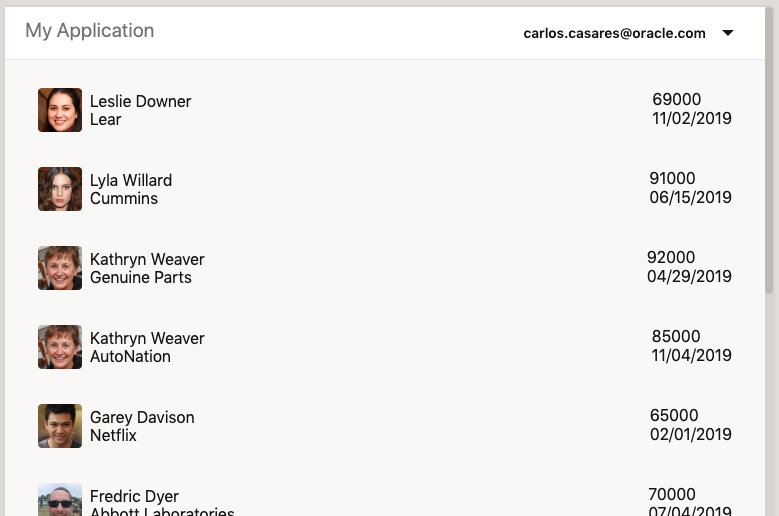 My Application
carlos.casares@oracle.com
Leslie Downer
Lear
69000
11/02/2019
Lyla Willard
Cummins
91000
06/15/2019
Kathryn Weaver
Genuine Parts
92000
04/29/2019
Kathryn Weaver
AutoNation
85000
11/04/2019
Garey Davison
Netflix
65000
02/01/2019
Fredric Dyer
Abbott Laboratories
70000
07/04/2019